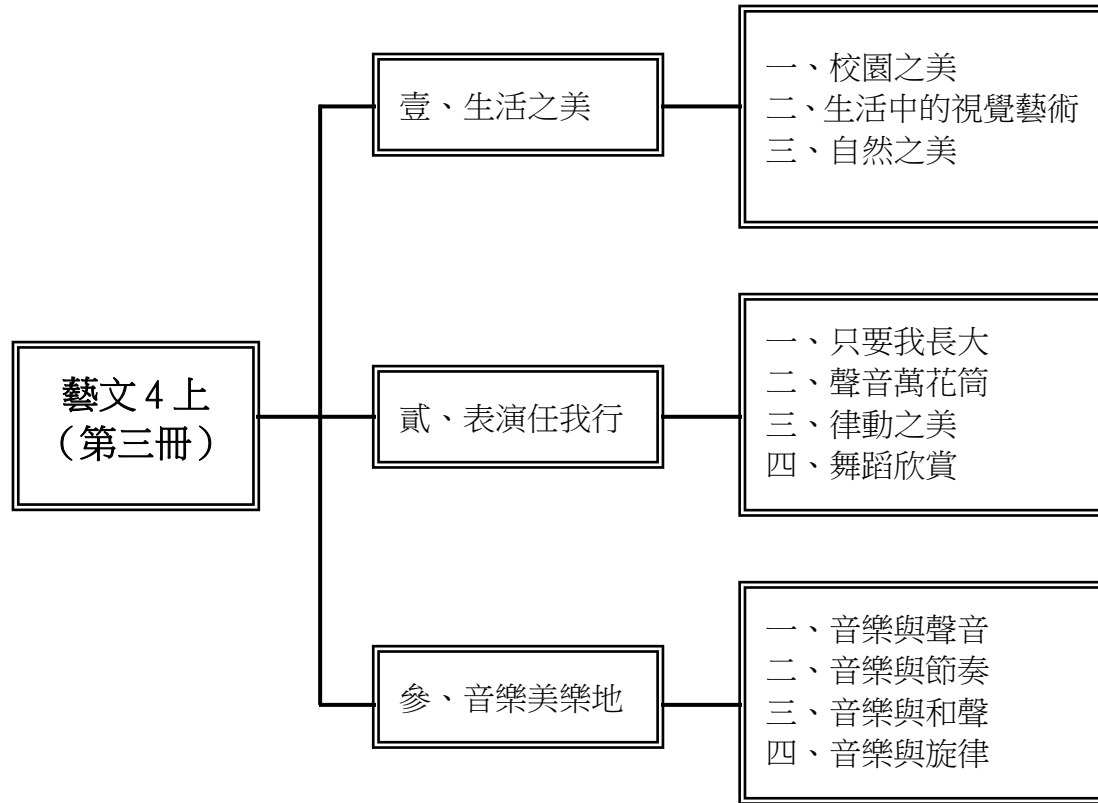 藝文4上
（第三冊）
壹、生活之美
一、校園之美
二、生活中的視覺藝術
三、自然之美
貳、表演任我行
一、只要我長大
二、聲音萬花筒
三、律動之美
四、舞蹈欣賞
參、音樂美樂地
一、音樂與聲音
二、音樂與節奏
三、音樂與和聲
四、音樂與旋律